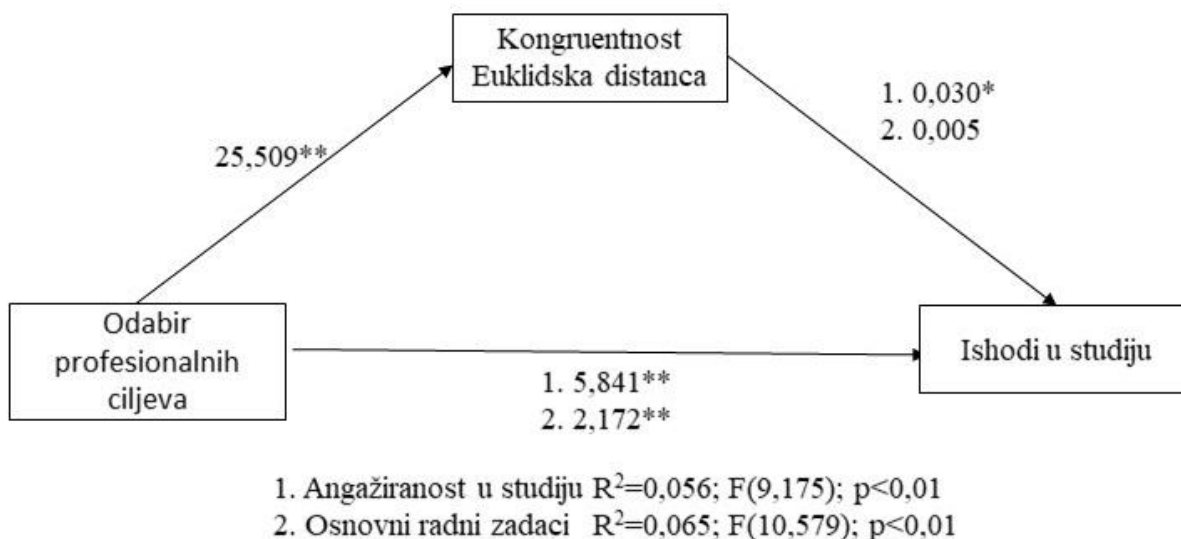 Kongruentnost
Euklidska distanca
1. 0,030*
2. 0,005
25,509**
Odabir
profesionalnih
ciljeva
Ishodi u studiju
1. 5,841**
2. 2,172**
1. Angažiranost u studiju R²=0,056; F(9,175); p<0,01
2. Osnovni radni zadaci R²=0,065; F(10,579); p<0,01